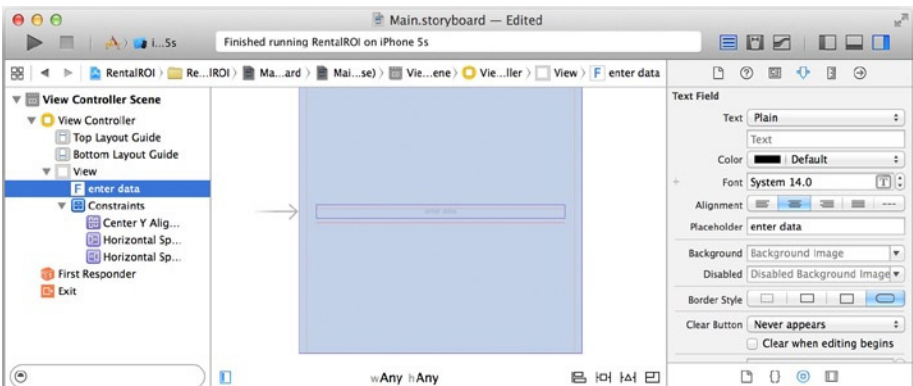 Main.storyboard — Edited
i...5s
Finished running RentalROI on iPhone 5s
RentalROI
Re...lROI
Ma...ard
Mai...se)
Vie...ene
Vie...ller
View
F enter data
View Controller Scene
View Controller
Top Layout Guide
Bottom Layout Guide
View
F enter data
Constraints
Center Y Alig...
Horizontal Sp...
Horizontal Sp...
First Responder
Exit
enter data
wAny hAny
Text Field
Text Plain
Text
Color Default
Font System 14.0 T
Alignment
Placeholder enter data
Background Background Image
Disabled Disabled Background Image
Border Style
Clear Button Never appears
Clear when editing begins